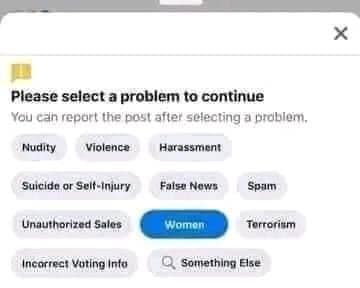 Please select a problem to continue
You can report the post after selecting a problem.
Nudity Violence Harassment
Suicide or Self-Injury False News Spam
Unauthorized Sales Women Terrorism
Incorrect Voting Info Something Else